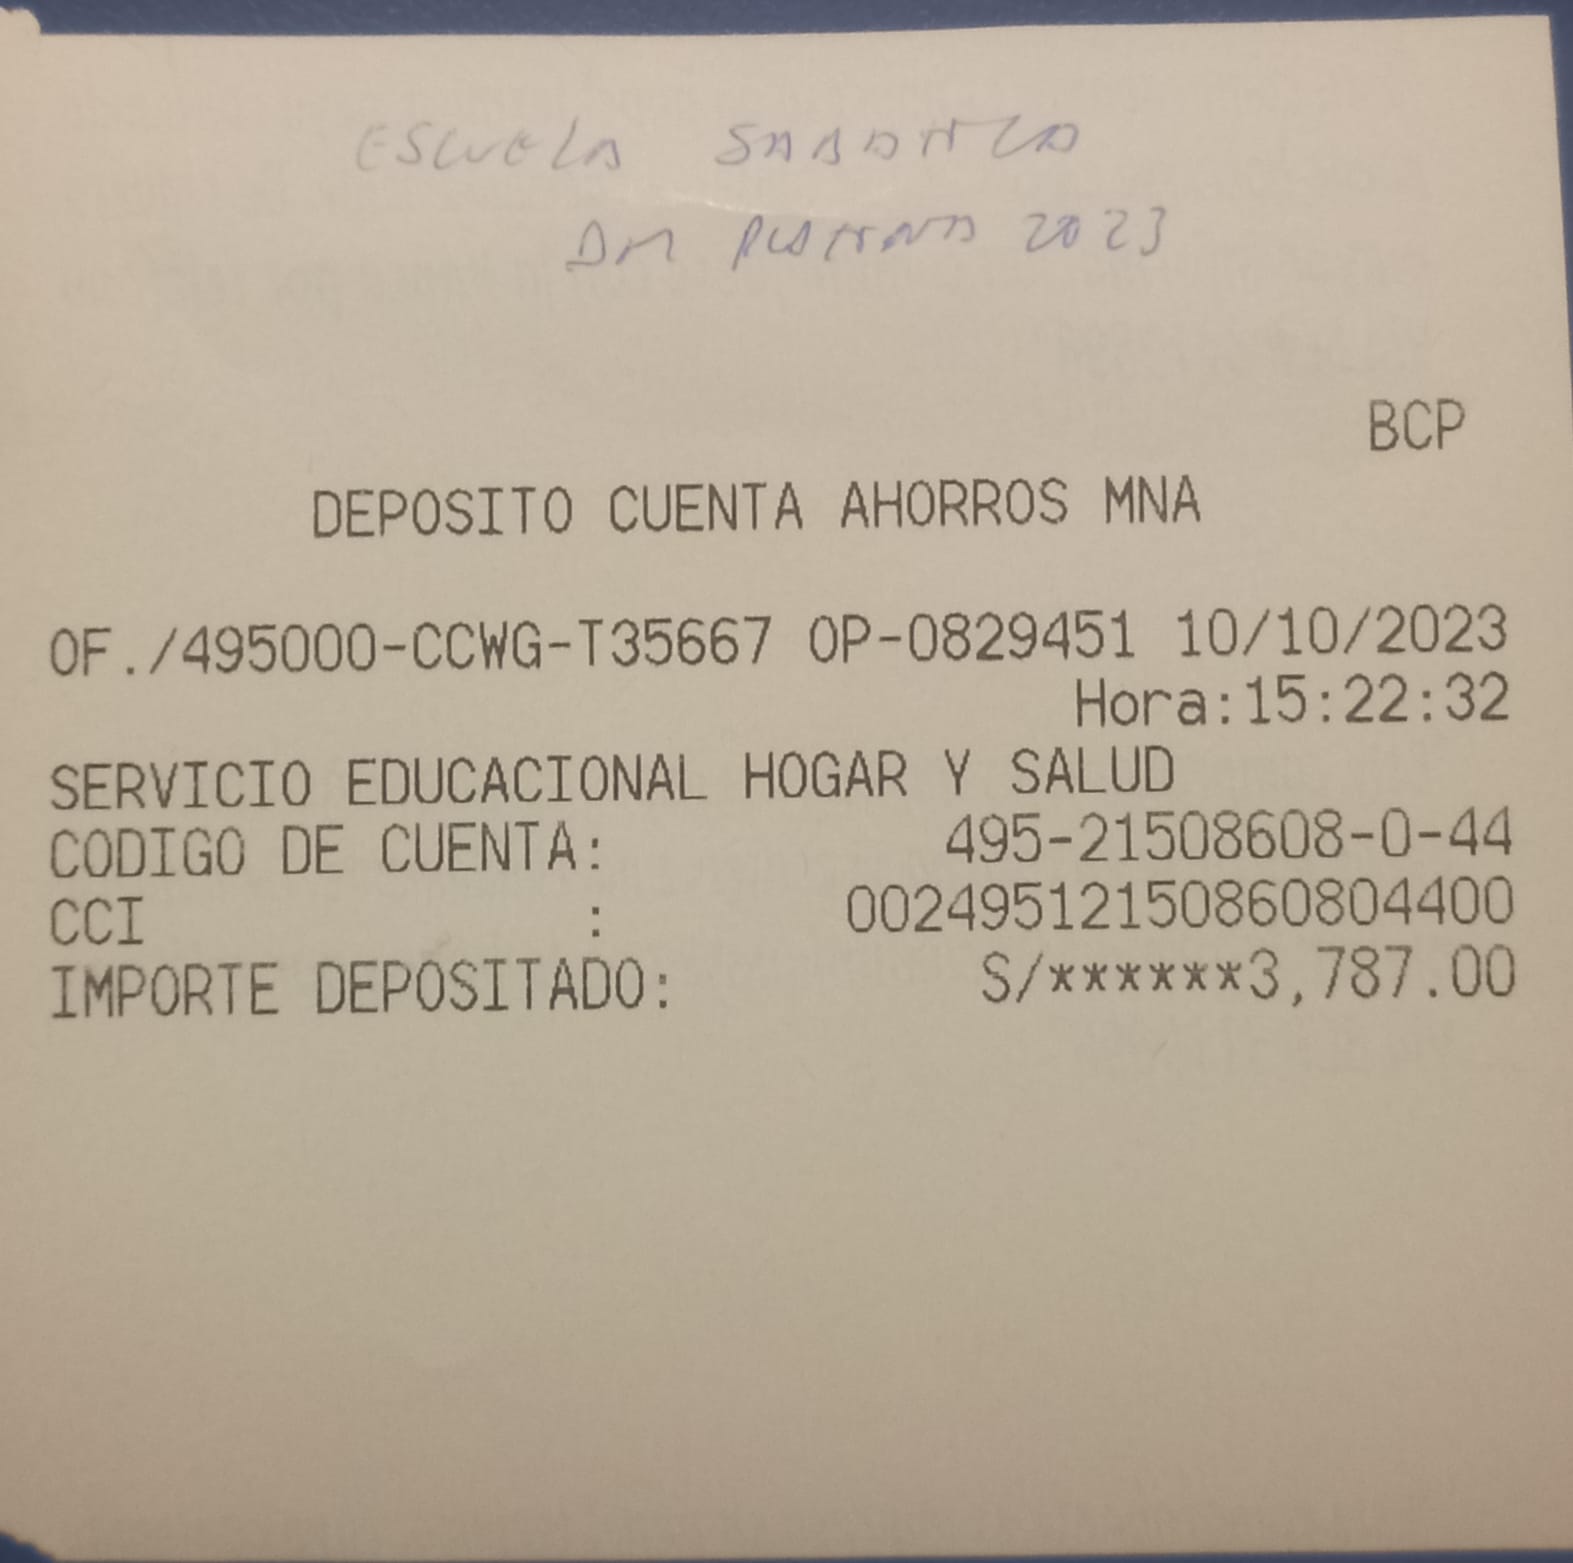 ESCUELA SABATICA
2023
BCP
DEPOSITO CUENTA AHORROS MNA
OF./495000-CCWG-T35667 OP-0829451 10/10/2023
Hora:15:22:32
SERVICIO EDUCACIONAL HOGAR Y SALUD
CODIGO DE CUENTA: 495-21508608-0-44
CCI : 00249512150860804400
IMPORTE DEPOSITADO: S/******3,787.00